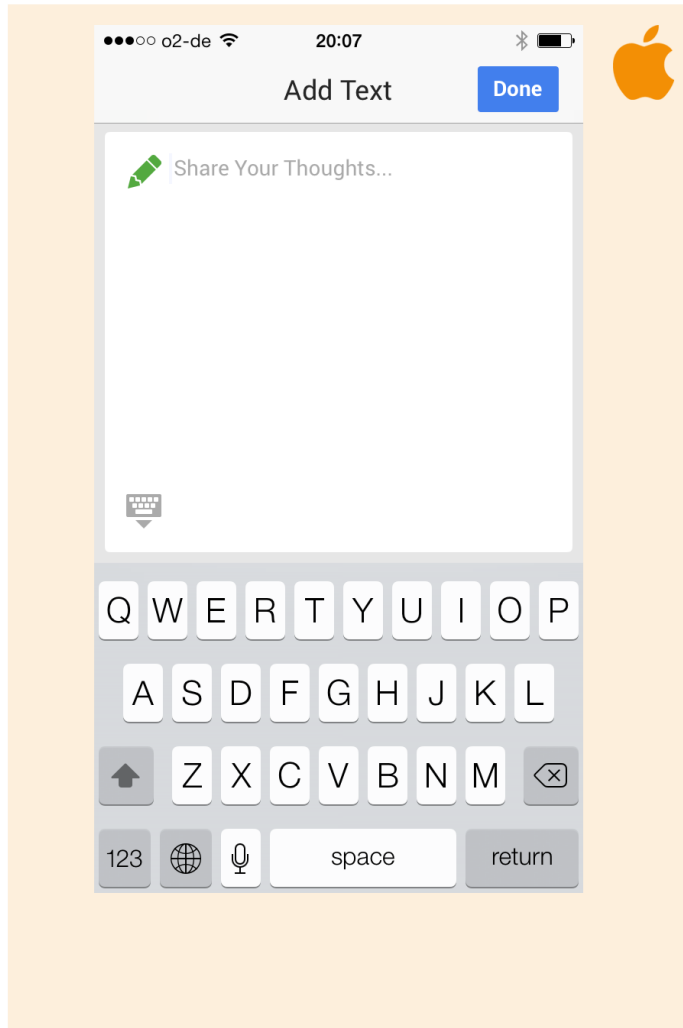 o2-de 20:07
Add Text Done
Share Your Thoughts...
Q W E R T Y U I O P
A S D F G H J K L
Z X C V B N M
123 space return